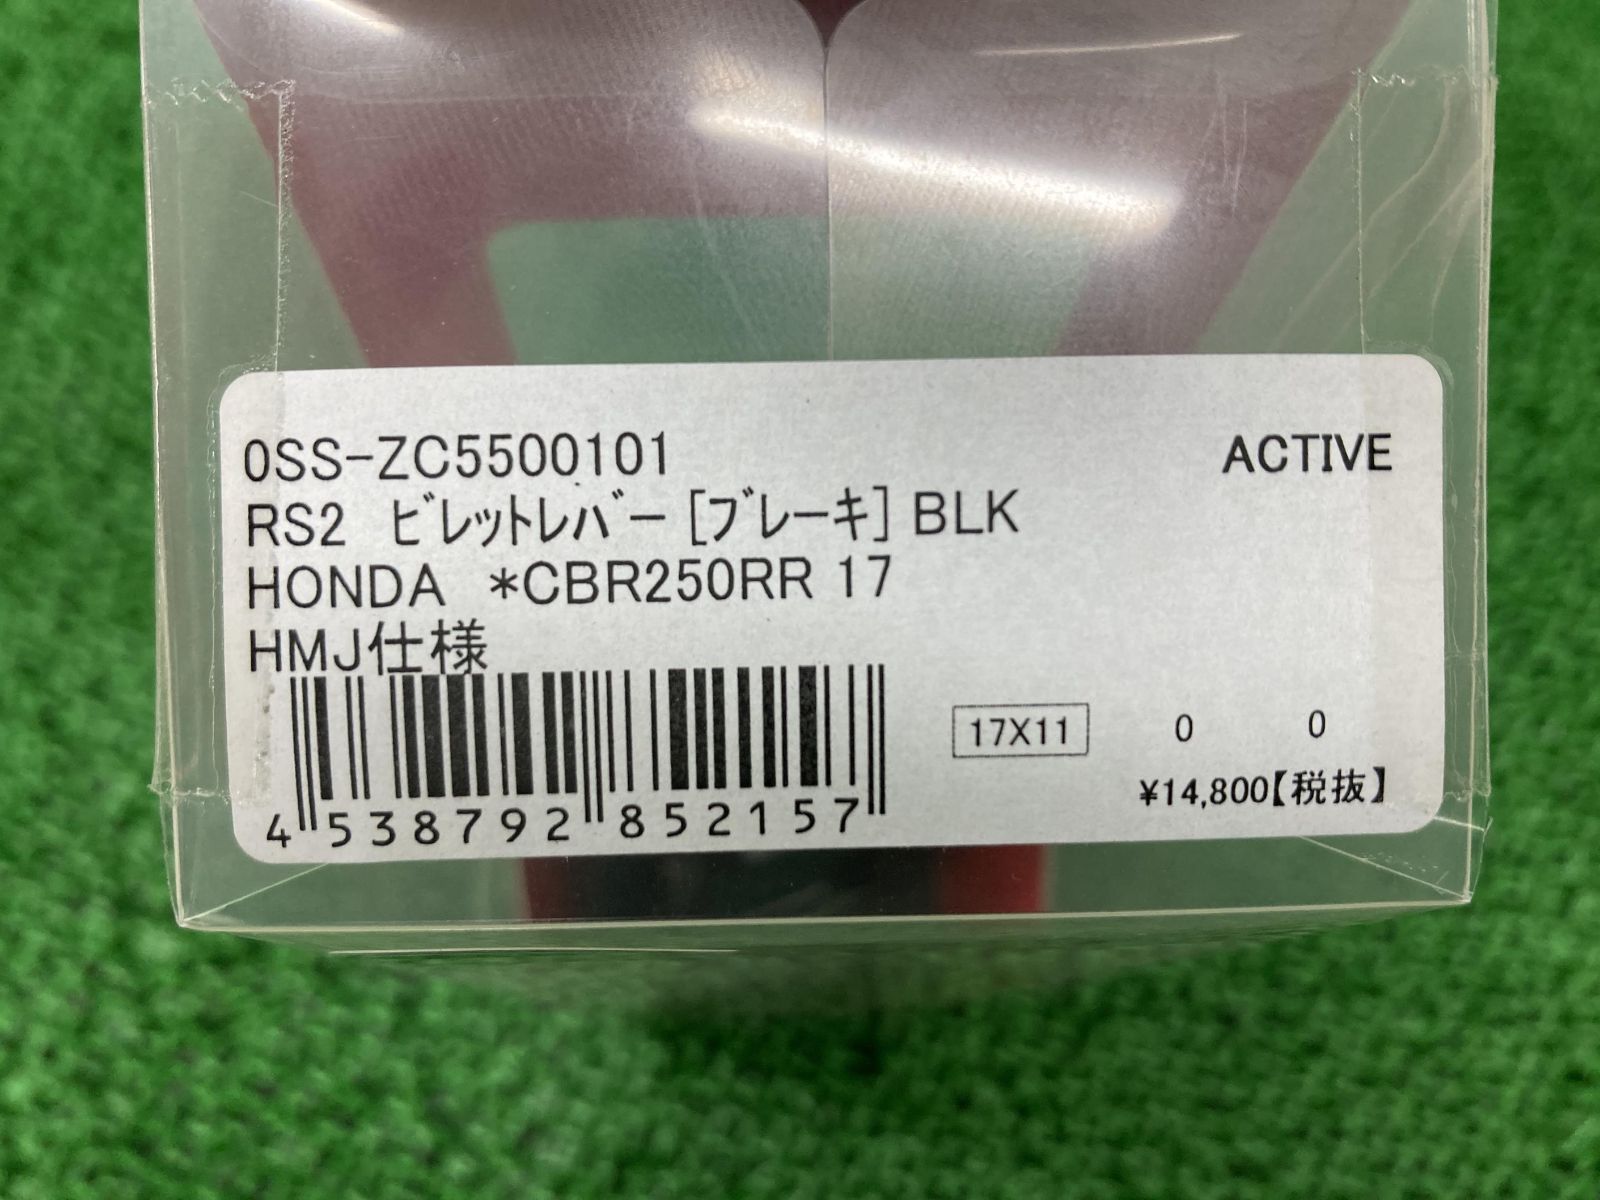 0SS-ZC5500101 ACTIVE
RS2 ﾋﾞﾚｯﾄﾚﾊﾞｰ [ﾌﾞﾚｰｷ] BLK
HONDA *CBR250RR 17
HMJ仕様
17X11 0 0
¥14,800【税抜】
4 538792 852157